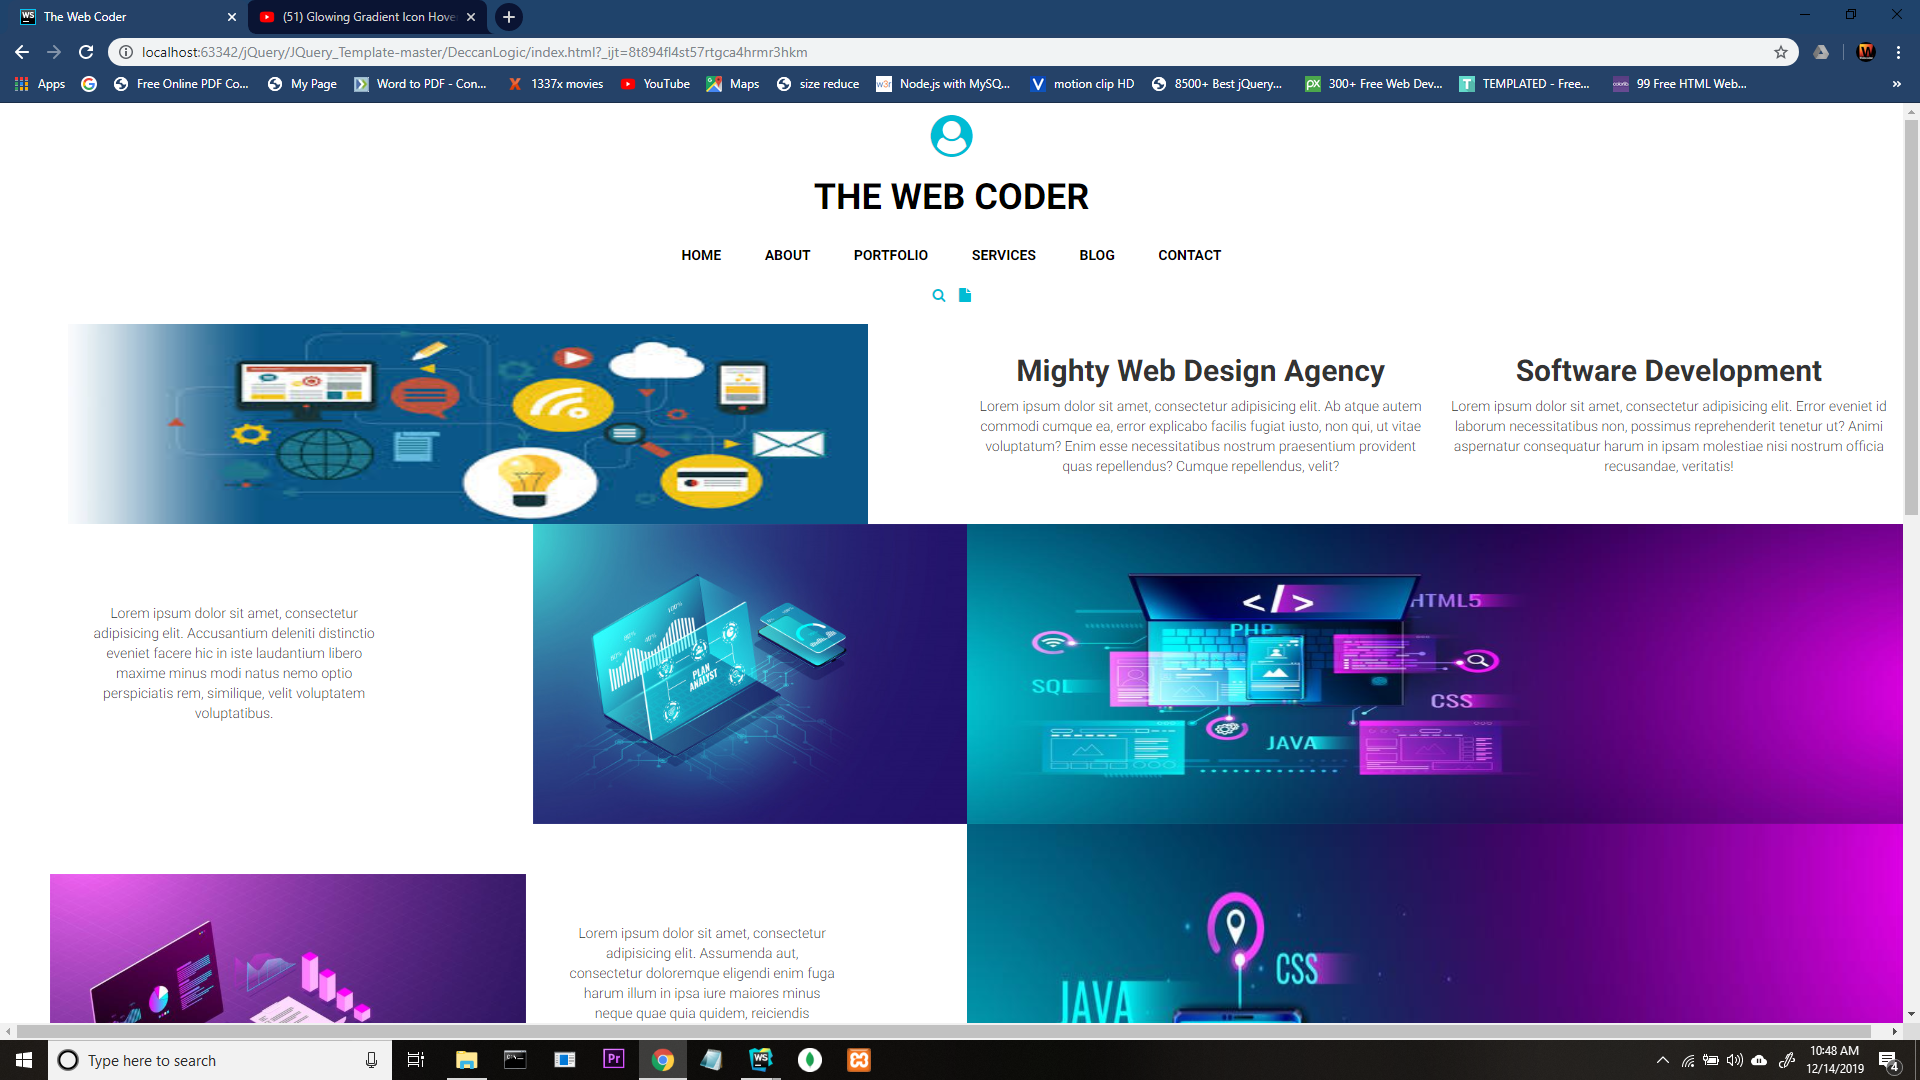 The Web Coder
(51) Glowing Gradient Icon Hove
localhost:63342/jQuery/JQuery_Template-master/DeccanLogic/index.html?_ijt=8t894fl4st57rtgca4hrmr3hkm
Apps
Free Online PDF Co...
My Page
Word to PDF - Con...
1337x movies
YouTube
Maps
size reduce
w3r
Node.js with MySQ...
motion clip HD
8500+ Best jQuery...
px
300+ Free Web Dev...
TEMPLATED - Free...
99 Free HTML Web...
»
THE WEB CODER
HOME
ABOUT
PORTFOLIO
SERVICES
BLOG
CONTACT
Mighty Web Design Agency
Lorem ipsum dolor sit amet, consectetur adipisicing elit. Ab atque autem
commodi cumque ea, error explicabo facilis fugiat iusto, non qui, ut vitae
voluptatum? Enim esse necessitatibus nostrum praesentium provident
quas repellendus? Cumque repellendus, velit?
Software Development
Lorem ipsum dolor sit amet, consectetur adipisicing elit. Error eveniet id
laborum necessitatibus non, possimus reprehenderit tenetur ut? Animi
aspernatur consequatur harum in ipsam molestiae nisi nostrum officia
recusandae, veritatis!
Lorem ipsum dolor sit amet, consectetur
adipisicing elit. Accusantium deleniti distinctio
eveniet facere hic in iste laudantium libero
maxime minus modi natus nemo optio
perspiciatis rem, similique, velit voluptatem
voluptatibus.
100%
80%
90%
80%
PLAN
ANALYST
</>
HTML5
PHP
SQL
CSS
JAVA
Lorem ipsum dolor sit amet, consectetur
adipisicing elit. Assumenda aut,
consectetur doloremque eligendi enim fuga
harum illum in ipsa iure maiores minus
neque quae quia quidem, reiciendis
CSS
JAVA
Type here to search
Pr
WS
10:48 AM
12/14/2019
4